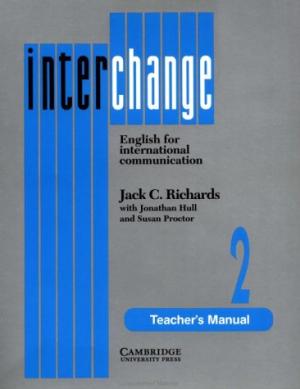 interchange
English for
international
communication
Jack C. Richards
with Jonathan Hull
and Susan Proctor
2
Teacher's Manual
CAMBRIDGE
UNIVERSITY PRESS